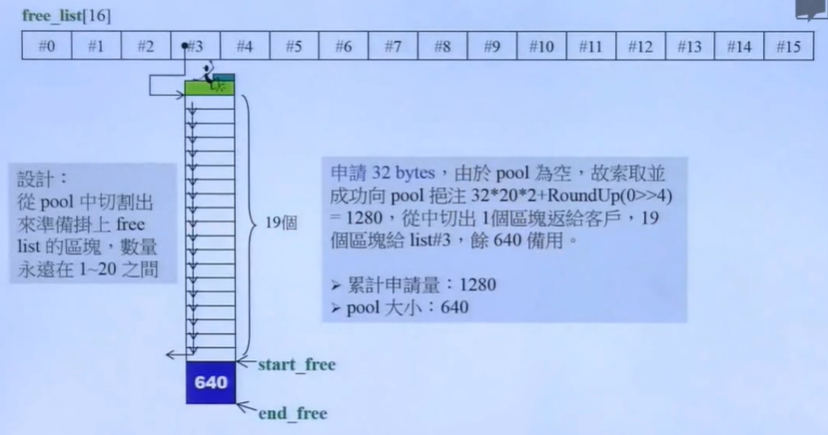 free_list[16]
#0 #1 #2 #3 #4 #5 #6 #7 #8 #9 #10 #11 #12 #13 #14 #15
設計：
從 pool 中切割出
來準備掛上 free
list 的區塊，數量
永遠在 1~20 之間
19個
申請 32 bytes，由於 pool 為空，故索取並
成功向 pool 挹注 32*20*2+RoundUp(0>>4)
= 1280，從中切出 1個區塊返給客戶，19
個區塊給 list#3，餘 640 備用。
➢ 累計申請量：1280
➢ pool 大小：640
start_free
640
end_free